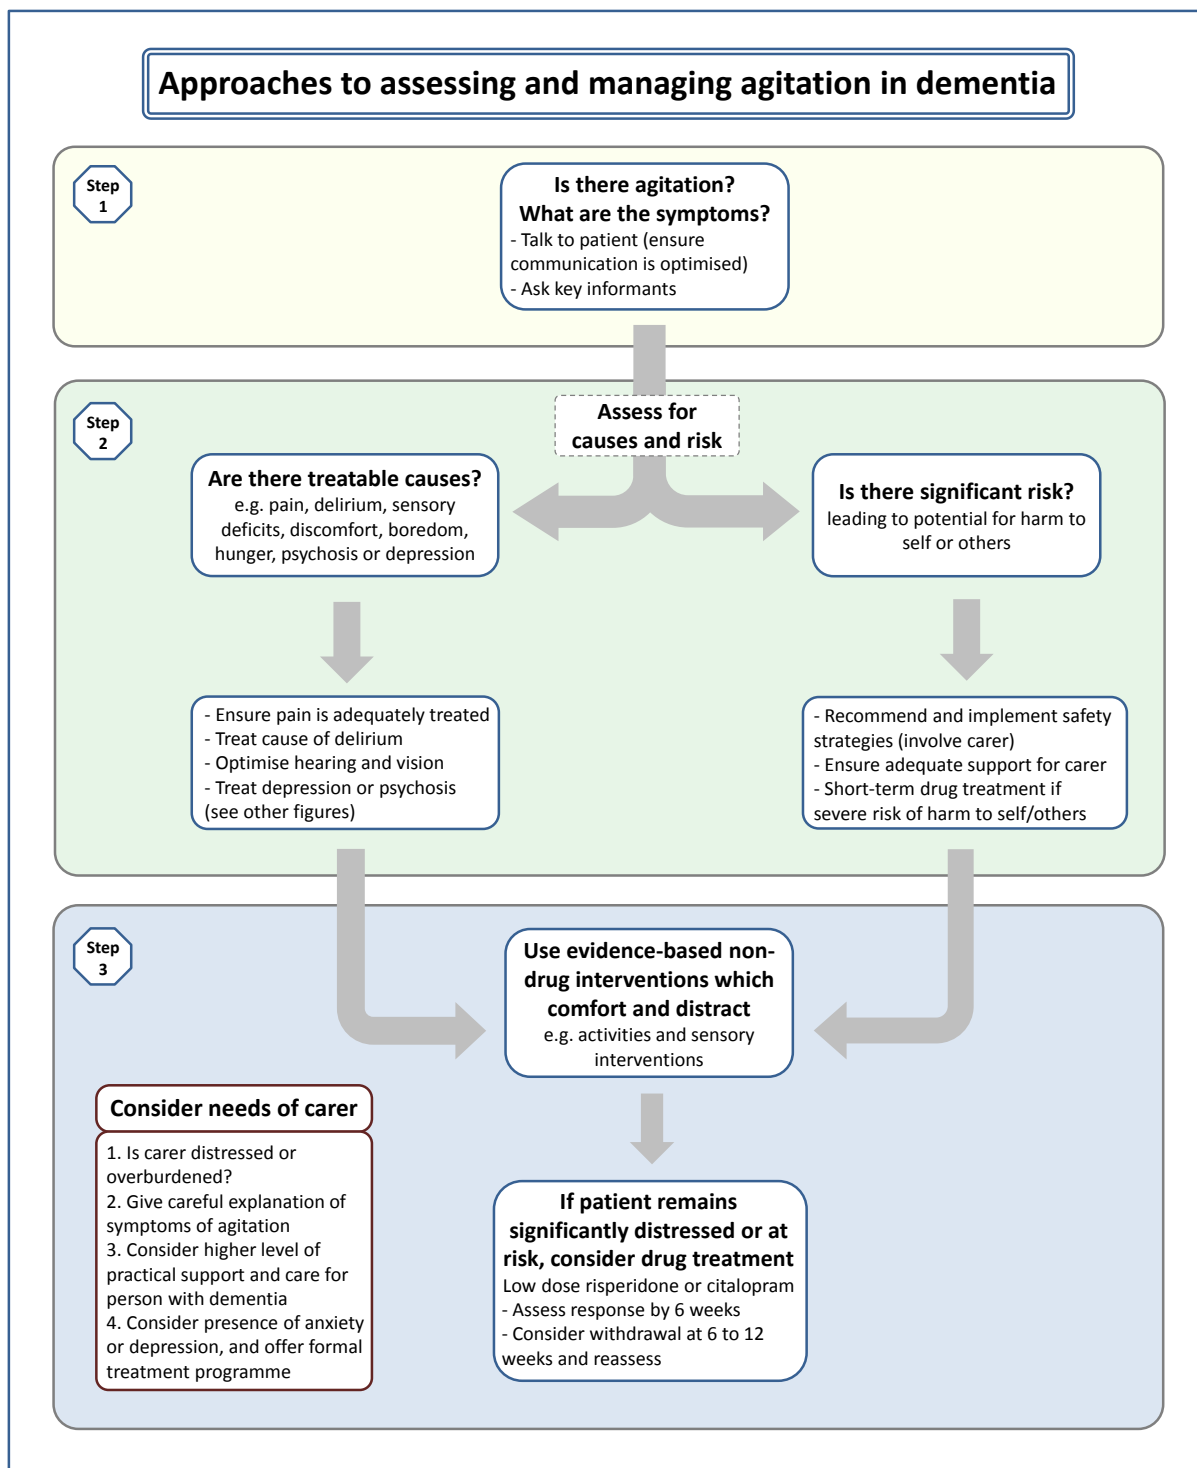 Approaches to assessing and managing agitation in dementia
Step
1
Is there agitation?
What are the symptoms?
- Talk to patient (ensure
communication is optimised)
- Ask key informants
Step
2
Assess for
causes and risk
Are there treatable causes?
e.g. pain, delirium, sensory
deficits, discomfort, boredom,
hunger, psychosis or depression
Is there significant risk?
leading to potential for harm to
self or others
- Ensure pain is adequately treated
- Treat cause of delirium
- Optimise hearing and vision
- Treat depression or psychosis
(see other figures)
- Recommend and implement safety
strategies (involve carer)
- Ensure adequate support for carer
- Short-term drug treatment if
severe risk of harm to self/others
Step
3
Use evidence-based non-
drug interventions which
comfort and distract
e.g. activities and sensory
interventions
Consider needs of carer
1. Is carer distressed or
overburdened?
2. Give careful explanation of
symptoms of agitation
3. Consider higher level of
practical support and care for
person with dementia
4. Consider presence of anxiety
or depression, and offer formal
treatment programme
If patient remains
significantly distressed or at
risk, consider drug treatment
Low dose risperidone or citalopram
- Assess response by 6 weeks
- Consider withdrawal at 6 to 12
weeks and reassess